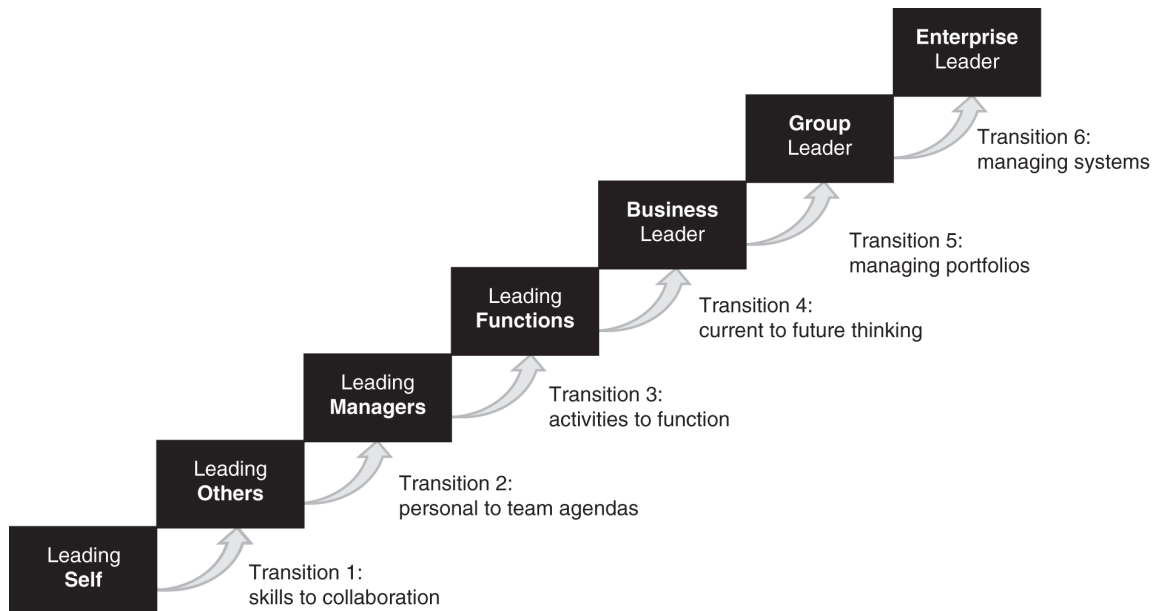 Enterprise
Leader
Group
Leader
Transition 6:
managing systems
Business
Leader
Transition 5:
managing portfolios
Leading
Functions
Transition 4:
current to future thinking
Leading
Managers
Transition 3:
activities to function
Leading
Others
Transition 2:
personal to team agendas
Leading
Self
Transition 1:
skills to collaboration